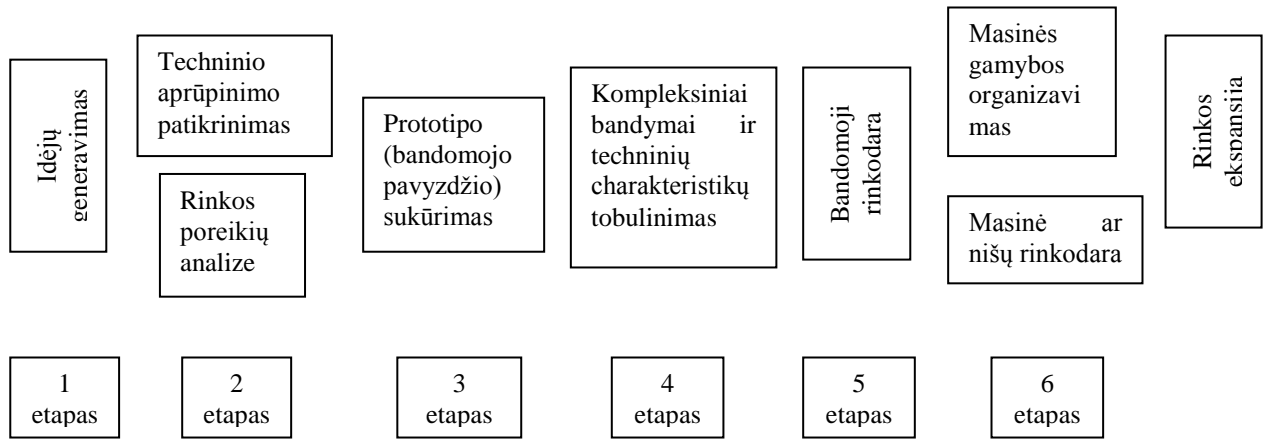 Idėjų
generavimas
Techninio
aprūpinimo
patikrinimas
Rinkos
poreikių
analize
Prototipo
(bandomojo
pavyzdžio)
sukūrimas
Kompleksiniai
bandymai ir
techninių
charakteristikų
tobulinimas
Bandomoji
rinkodara
Masinės
gamybos
organizavi
mas
Masinė ar
nišų rinkodara
Rinkos
ekspansija
1
etapas
2
etapas
3
etapas
4
etapas
5
etapas
6
etapas